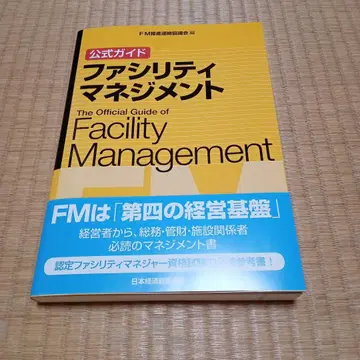 FM推進連絡協議会 編
公式ガイド
ファシリティ
マネジメント
The Official Guide of
Facility
Management
FM
FMは「第四の経営基盤」
経営者から、総務・管財・施設関係者
必読のマネジメント書
認定ファシリティマネジャー資格試験
日本経済新聞